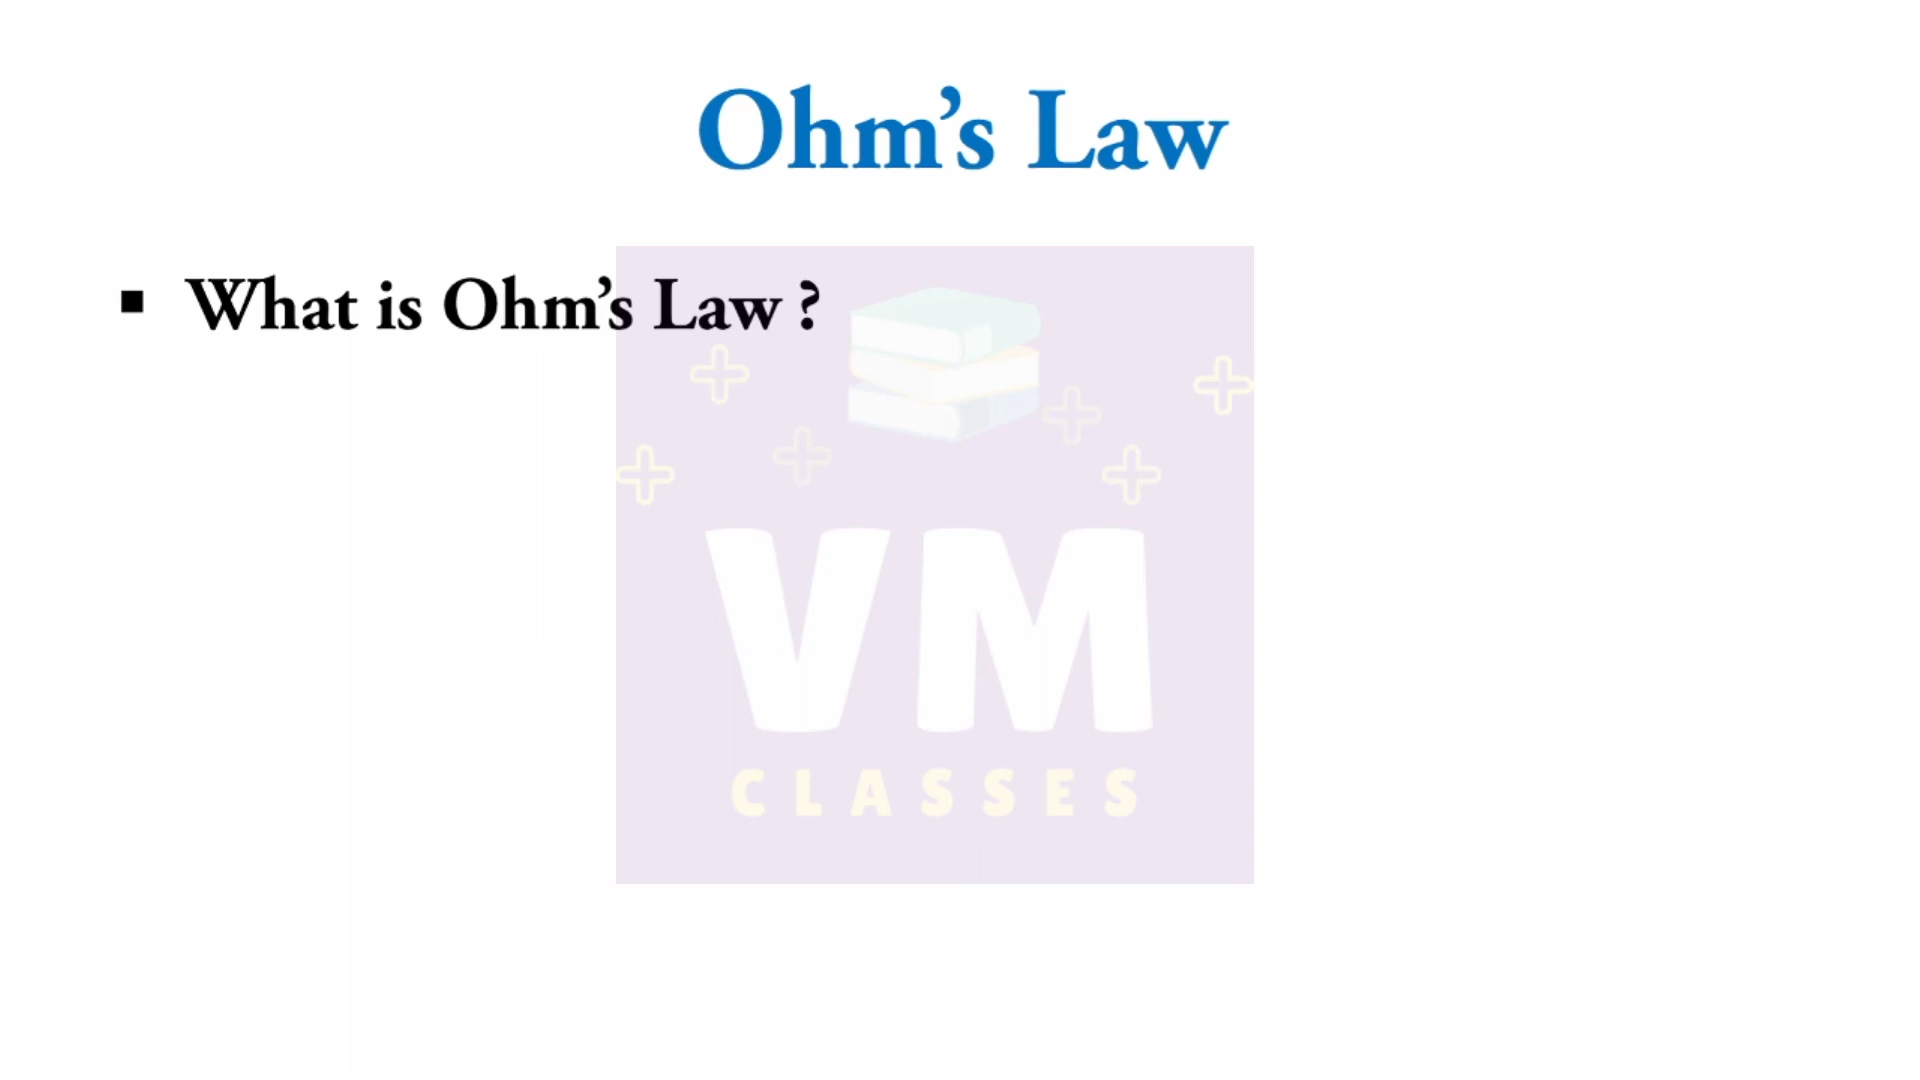 Ohm’s Law
▪ What is Ohm’s Law ?
VM
CLASSES